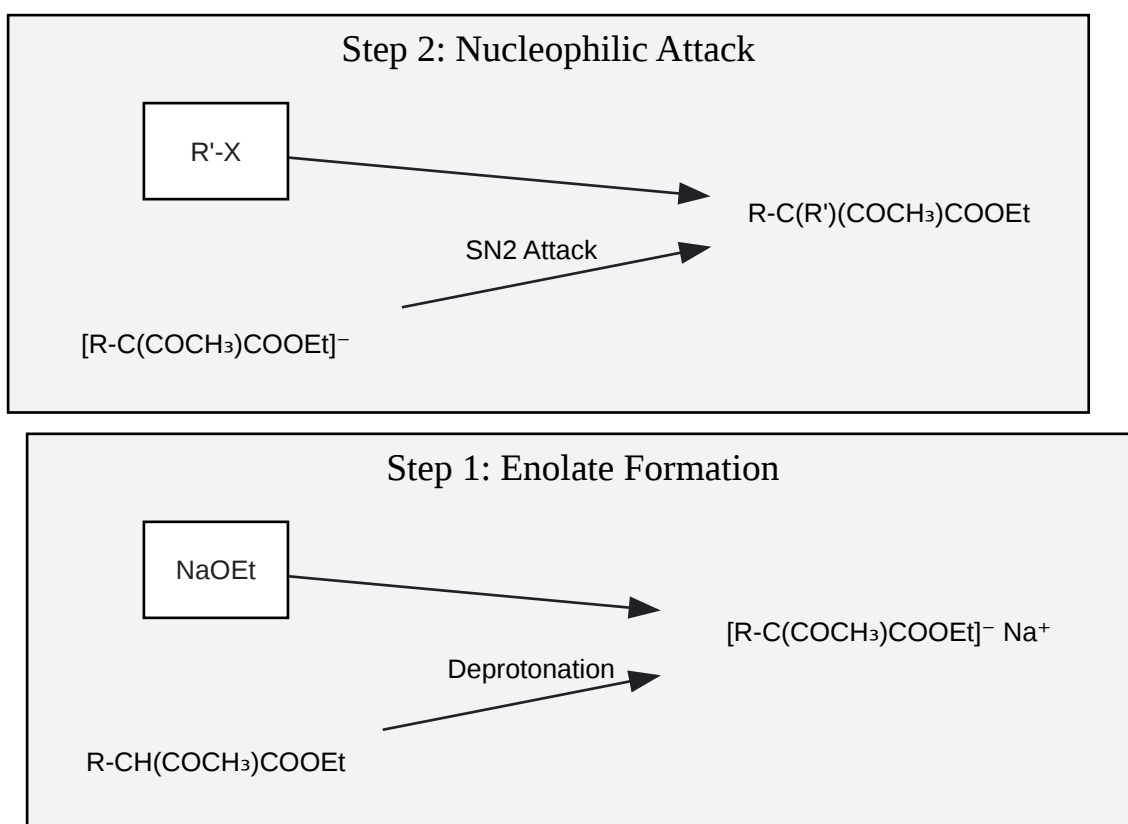 Step 2: Nucleophilic Attack
R'-X
R-C(R')(COCH₃)COOEt
SN2 Attack
[R-C(COCH₃)COOEt]⁻
Step 1: Enolate Formation
NaOEt
[R-C(COCH₃)COOEt]⁻ Na⁺
Deprotonation
R-CH(COCH₃)COOEt